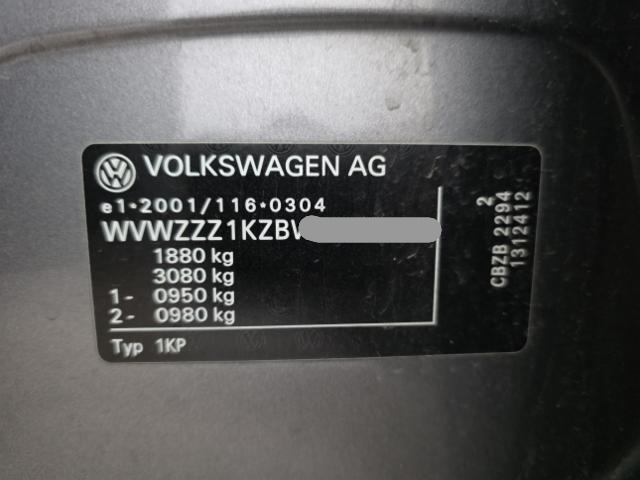 VOLKSWAGEN AG
e1*2001/116*0304
WVWZZZ1KZBW
1880 kg
3080 kg
1- 0950 kg
2- 0980 kg
Typ 1KP
2
CBZB 2294
1312412